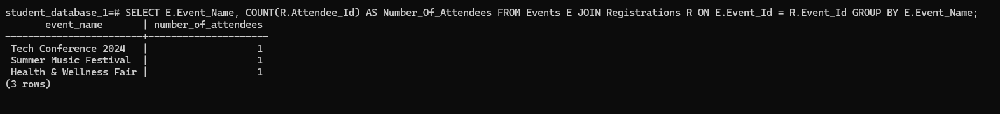 student_database_1=# SELECT E.Event_Name, COUNT(R.Attendee_Id) AS Number_Of_Attendees FROM Events E JOIN Registrations R ON E.Event_Id = R.Event_Id GROUP BY E.Event_Name;
       event_name       | number_of_attendees
------------------------+---------------------
 Tech Conference 2024   |                   1
 Summer Music Festival  |                   1
 Health & Wellness Fair |                   1
(3 rows)